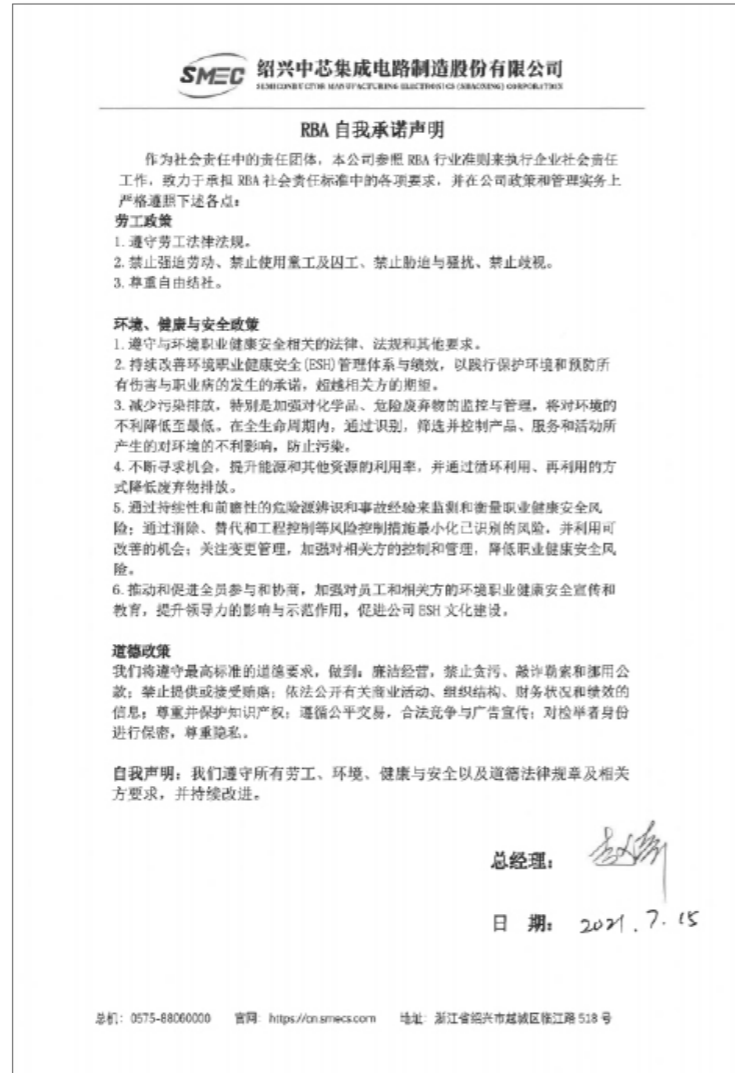 SMEC 绍兴中芯集成电路制造股份有限公司
SEMICONDUCTOR MANUFACTURING ELECTRONICS (SHAOXING) CORPORATION
RBA 自我承诺声明
作为社会责任中的责任团体，本公司参照 RBA 行业准则来执行企业社会责任
工作，致力于承担 RBA 社会责任标准中的各项要求，并在公司政策和管理实务上
严格遵照下述各点：
劳工政策
1. 遵守劳工法律法规。
2. 禁止强迫劳动、禁止使用童工及囚工、禁止胁迫与骚扰、禁止歧视。
3. 尊重自由结社。
环境、健康与安全政策
1. 遵守与环境职业健康安全相关的法律、法规和其他要求。
2. 持续改善环境职业健康安全(ESH)管理体系与绩效，以践行保护环境和预防所
有伤害与职业病的发生的承诺，超越相关方的期望。
3. 减少污染排放，特别是加强对化学品、危险废弃物的监控与管理，将对环境的
不利降低至最低。在全生命周期内，通过识别，筛选并控制产品、服务和活动所
产生的对环境的不利影响，防止污染。
4. 不断寻求机会，提升能源和其他资源的利用率，并通过循环利用、再利用的方
式降低废弃物排放。
5. 通过持续性和前瞻性的危险源辨识和事故经验来监测和衡量职业健康安全风
险；通过消除、替代和工程控制等风险控制措施最小化已识别的风险，并利用可
改善的机会；关注变更管理，加强对相关方的控制和管理，降低职业健康安全风
险。
6. 推动和促进全员参与和协商，加强对员工和相关方的环境职业健康安全宣传和
教育，提升领导力的影响与示范作用，促进公司 ESH 文化建设。
道德政策
我们将遵守最高标准的道德要求，做到：廉洁经营，禁止贪污、敲诈勒索和挪用公
款；禁止提供或接受贿赂；依法公开有关商业活动、组织结构、财务状况和绩效的
信息；尊重并保护知识产权；遵循公平交易，合法竞争与广告宣传；对检举者身份
进行保密，尊重隐私。
自我声明：我们遵守所有劳工、环境、健康与安全以及道德法律规章及相关
方要求，并持续改进。
总经理：
日 期： 2021.7.15
总机：0575-88060000 官网：https://cn.smecs.com 地址：浙江省绍兴市越城区临江路 518 号